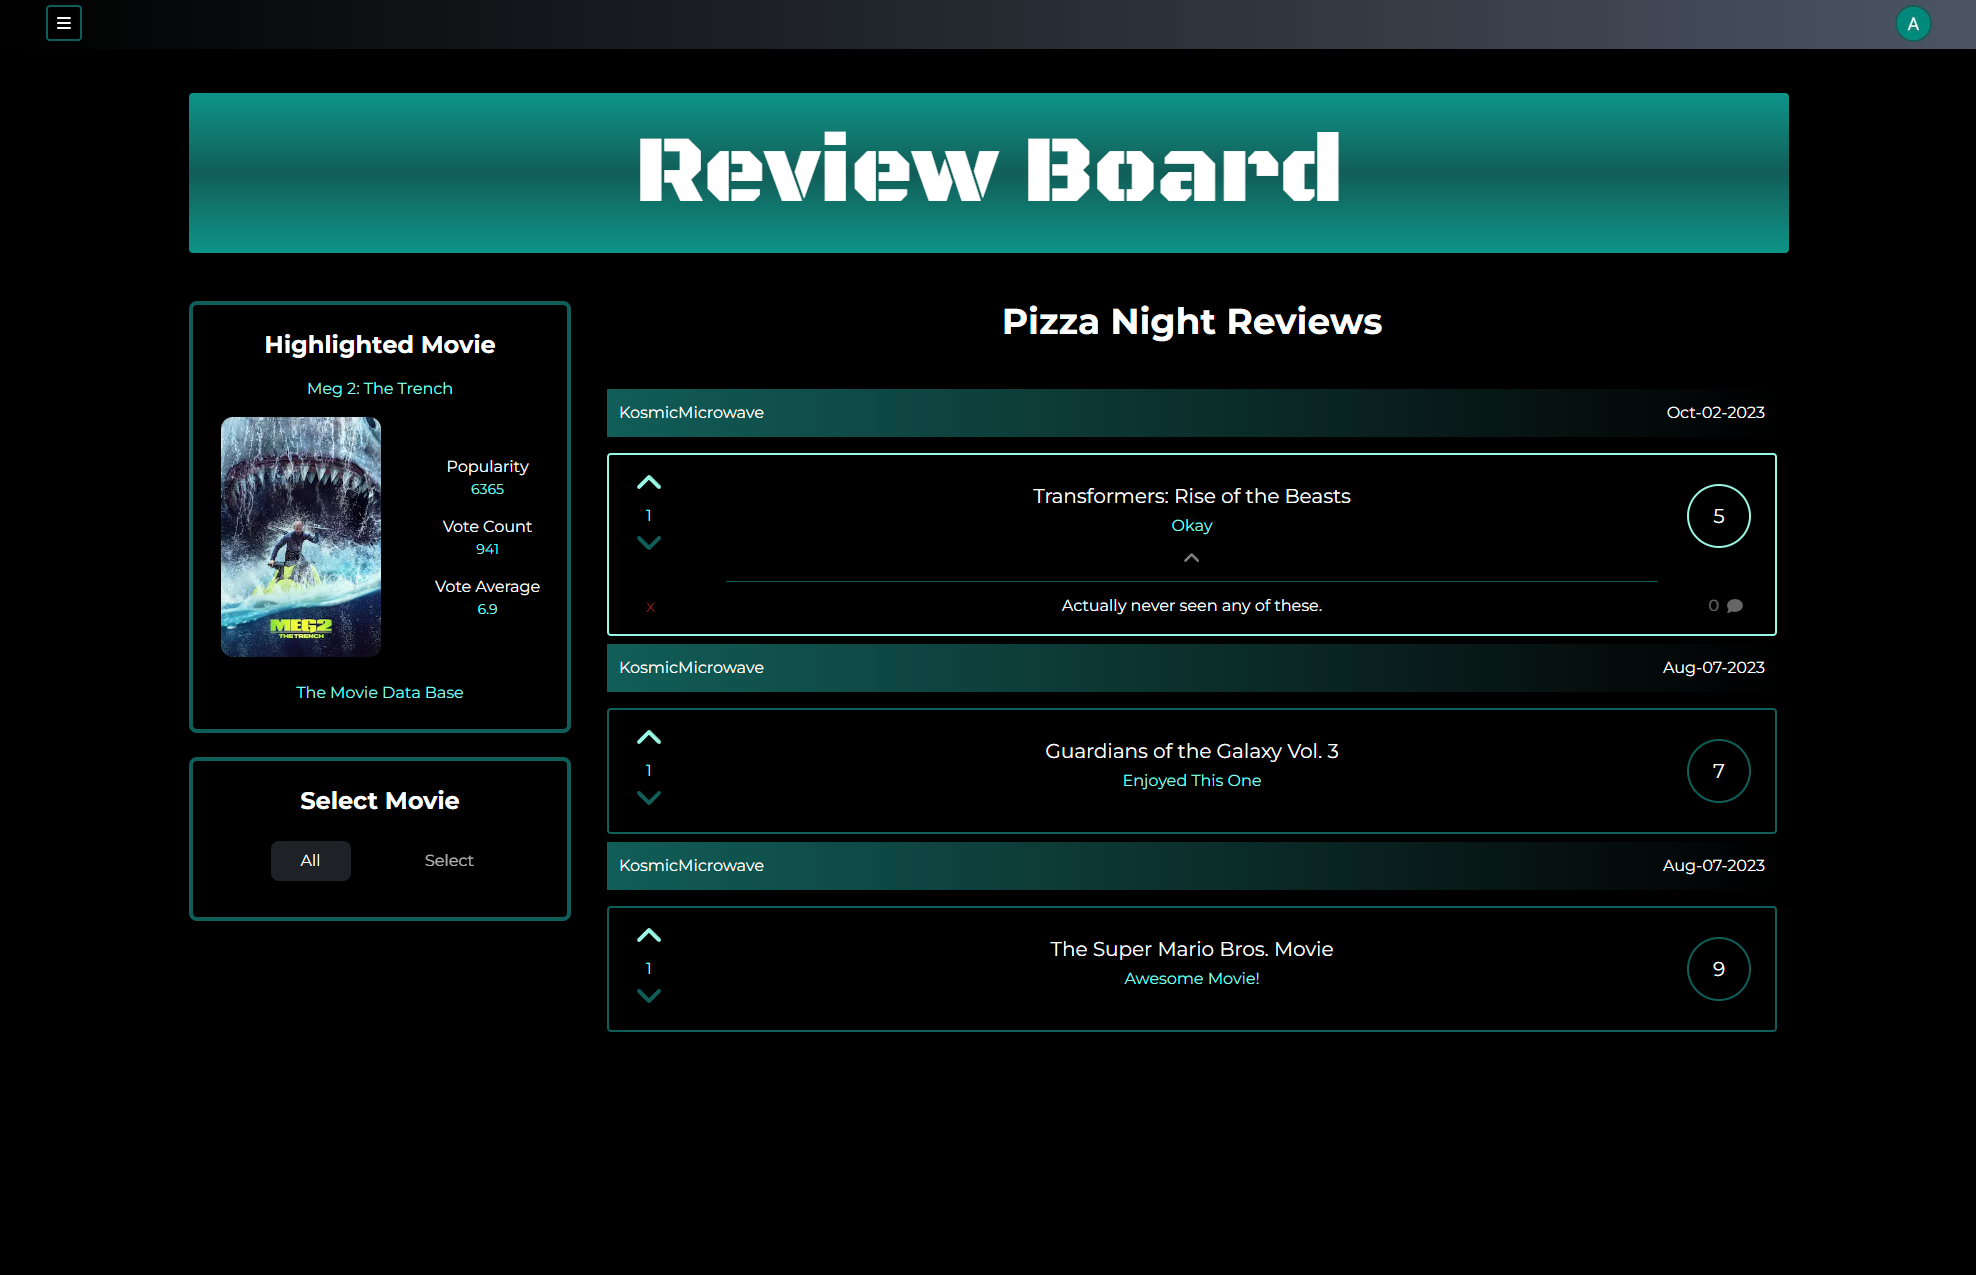 A
Review Board
Highlighted Movie
Meg 2: The Trench
MEG2
THE TRENCH
Popularity
6365
Vote Count
941
Vote Average
6.9
The Movie Data Base
Select Movie
All
Select
Pizza Night Reviews
KosmicMicrowave
Oct-02-2023
1
Transformers: Rise of the Beasts
Okay
5
x
Actually never seen any of these.
0
KosmicMicrowave
Aug-07-2023
1
Guardians of the Galaxy Vol. 3
Enjoyed This One
7
KosmicMicrowave
Aug-07-2023
1
The Super Mario Bros. Movie
Awesome Movie!
9